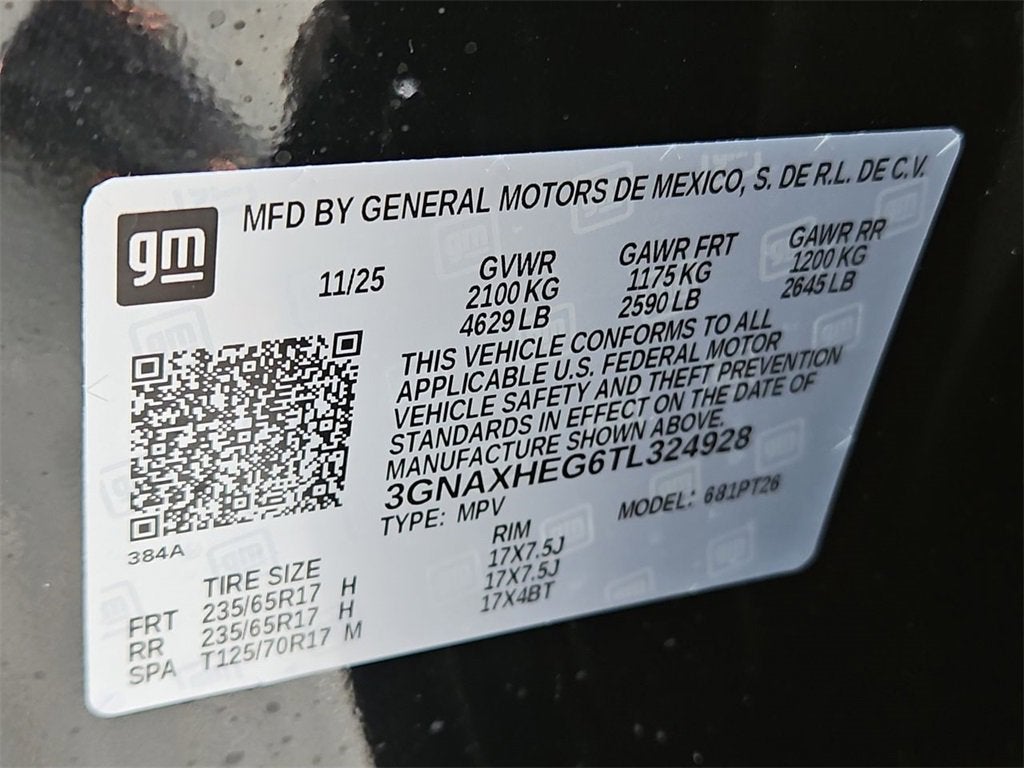 gm
MFD BY GENERAL MOTORS DE MEXICO, S. DE R.L. DE C.V.
11/25 GVWR GAWR FRT GAWR RR
2100 KG 1175 KG 1200 KG
4629 LB 2590 LB 2645 LB
THIS VEHICLE CONFORMS TO ALL
APPLICABLE U.S. FEDERAL MOTOR
VEHICLE SAFETY AND THEFT PREVENTION
STANDARDS IN EFFECT ON THE DATE OF
MANUFACTURE SHOWN ABOVE.
3GNAXHEG6TL324928
TYPE: MPV MODEL: 681PT26
384A
TIRE SIZE RIM
FRT 235/65R17 H 17X7.5J
RR 235/65R17 H 17X7.5J
SPA T125/70R17 M 17X4BT